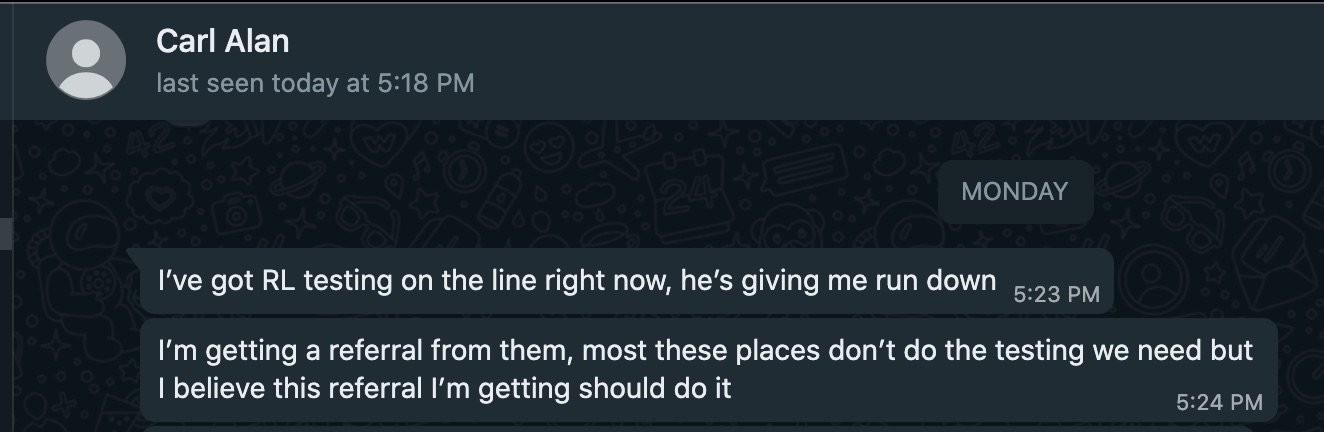 Carl Alan
last seen today at 5:18 PM
MONDAY
I’ve got RL testing on the line right now, he’s giving me run down
5:23 PM
I’m getting a referral from them, most these places don’t do the testing we need but
I believe this referral I’m getting should do it
5:24 PM